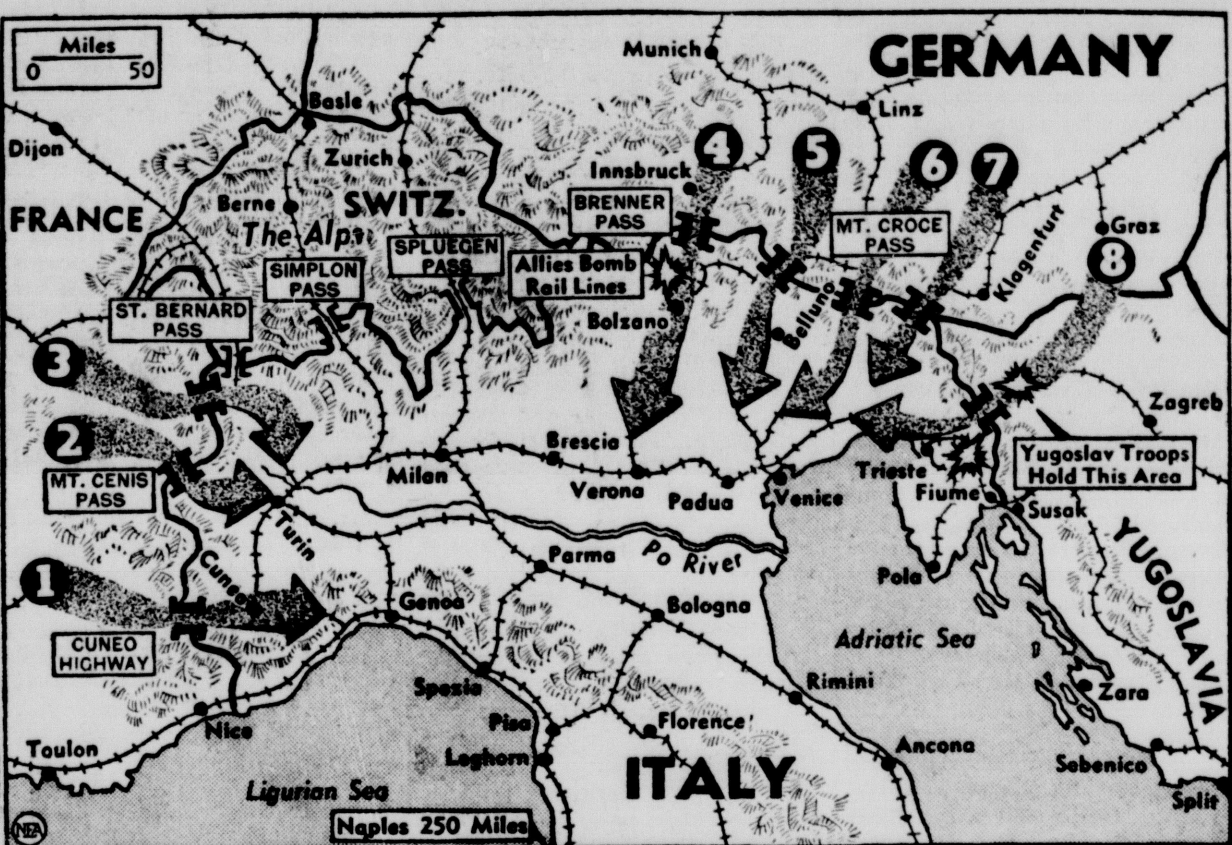 Miles
0 50
GERMANY
Munich
Linz
Basle
Dijon
Zurich
Innsbruck
4
5
6
7
BRENNER
PASS
FRANCE
Berne
SWITZ.
The Alps
MT. CROCE
PASS
Graz
Klagenfurt
8
SPLUEGEN
PASS
SIMPLON
PASS
Allies Bomb
Rail Lines
ST. BERNARD
PASS
Bolzano
Belluno
3
2
MT. CENIS
PASS
Zagreb
Brescia
Milan
Verona
Padua
Venice
Trieste
Fiume
Yugoslav Troops
Hold This Area
Susak
YUGOSLAVIA
Turin
Po River
Parma
Pola
1
Cuneo
Genoa
Bologna
CUNEO
HIGHWAY
Adriatic Sea
Spezia
Rimini
Zara
Nice
Pisa
Florence
Toulon
Leghorn
ITALY
Ancona
Sebenico
Ligurian Sea
Split
NEA
Naples 250 Miles